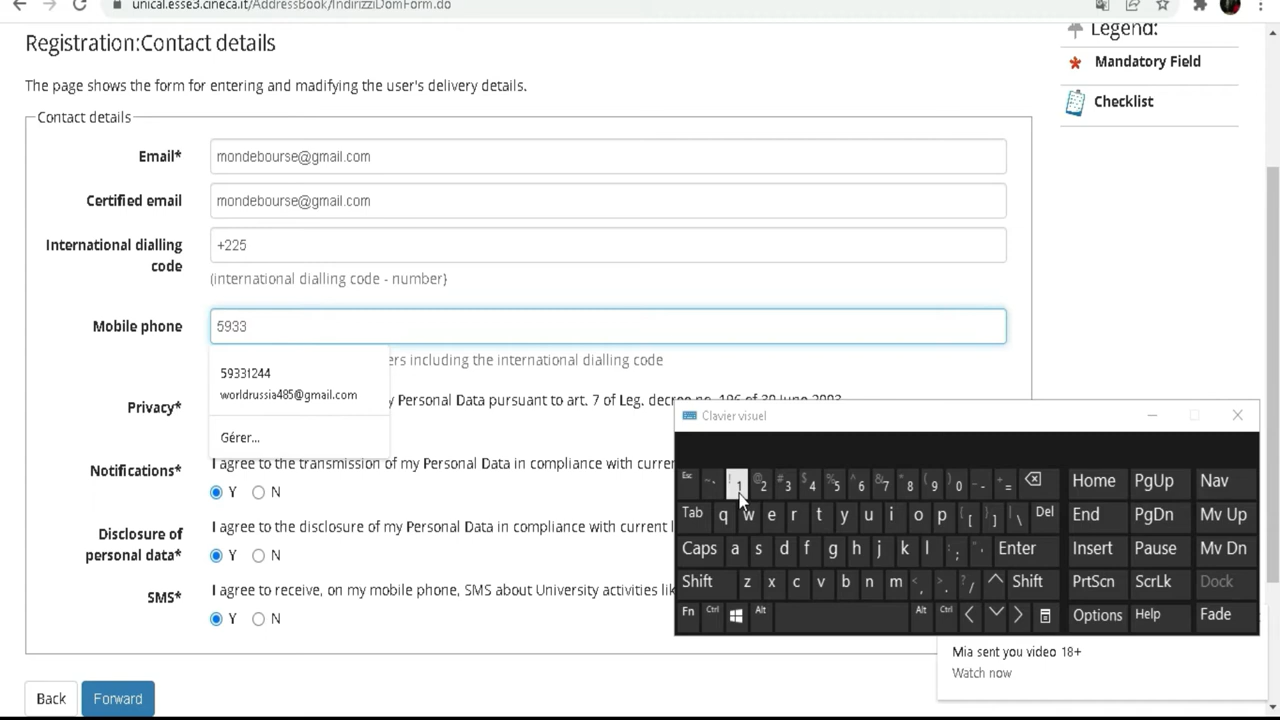 unical.esse3.cineca.it/AddressBook/IndirizziDomForm.do
Registration:Contact details
Legend:
Mandatory Field
Checklist
The page shows the form for entering and madifying the user's delivery details.
Contact details
Email*
mondebourse@gmail.com
Certified email
mondebourse@gmail.com
International dialling
code
+225
(international dialling code - number}
Mobile phone
5933
59331244
worldrussia485@gmail.com
Gérer...
ers including the international dialling code
Privacy*
y Personal Data pursuant to art. 7 of Leg. decree no. 196 of 30 June 2003
Notifications*
I agree to the transmission of my Personal Data in compliance with curre
Y N
Disclosure of
personal data*
I agree to the disclosure of my Personal Data in compliance with current l
Y N
SMS*
I agree to receive, on my mobile phone, SMS about University activities lik
Y N
Back
Forward
Clavier visuel
Esc ~ ` ! 1 @ 2 # 3 $ 4 % 5 ^ 6 & 7 * 8 ( 9 ) 0 _ - + = Home PgUp Nav
Tab q w e r t y u i o p { [ } ] | \ Del End PgDn Mv Up
Caps a s d f g h j k l : ; " ' Enter Insert Pause Mv Dn
Shift z x c v b n m < , > . ? / Shift PrtScn ScrLk Dock
Fn Ctrl Alt Alt Ctrl Options Help Fade
Mia sent you video 18+
Watch now